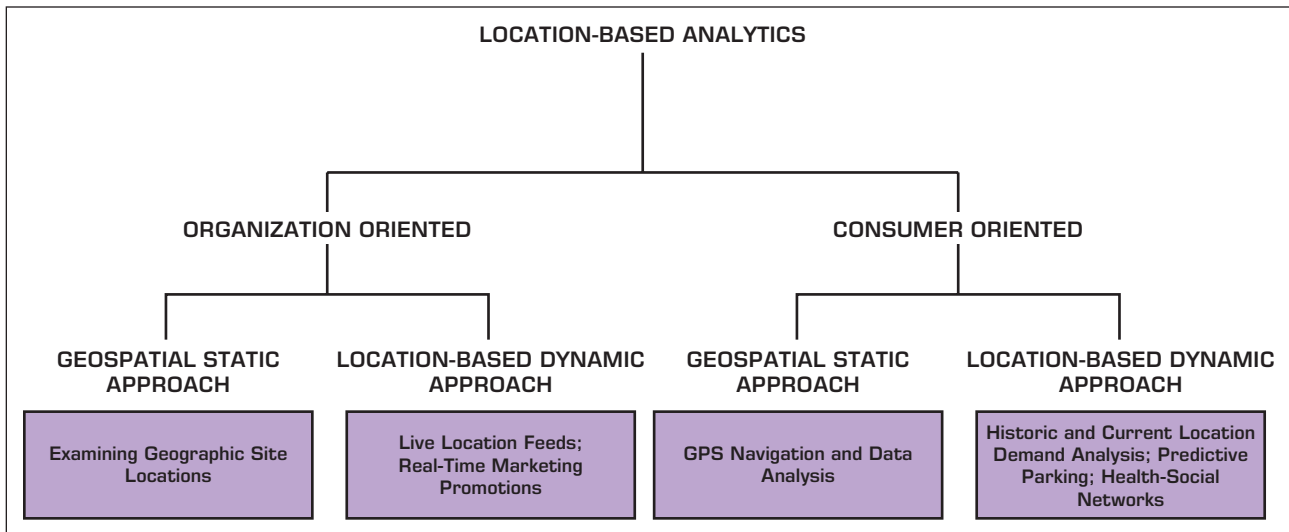 LOCATION-BASED ANALYTICS
ORGANIZATION ORIENTED
CONSUMER ORIENTED
GEOSPATIAL STATIC
APPROACH
LOCATION-BASED DYNAMIC
APPROACH
GEOSPATIAL STATIC
APPROACH
LOCATION-BASED DYNAMIC
APPROACH
Examining Geographic Site
Locations
Live Location Feeds;
Real-Time Marketing
Promotions
GPS Navigation and Data
Analysis
Historic and Current Location
Demand Analysis; Predictive
Parking; Health-Social
Networks